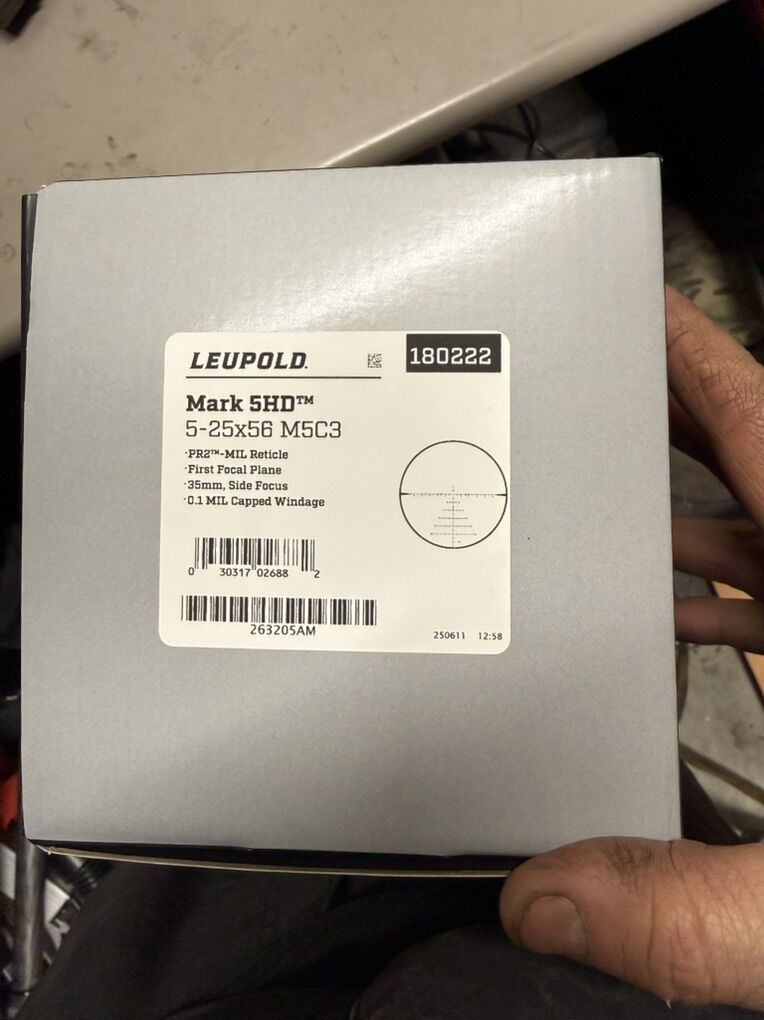 LEUPOLD.
180222
Mark 5HD™
5-25x56 M5C3
·PR2™-MIL Reticle
·First Focal Plane
·35mm, Side Focus
·0.1 MIL Capped Windage
0 30317 02688 2
263205AM
250611 12:58